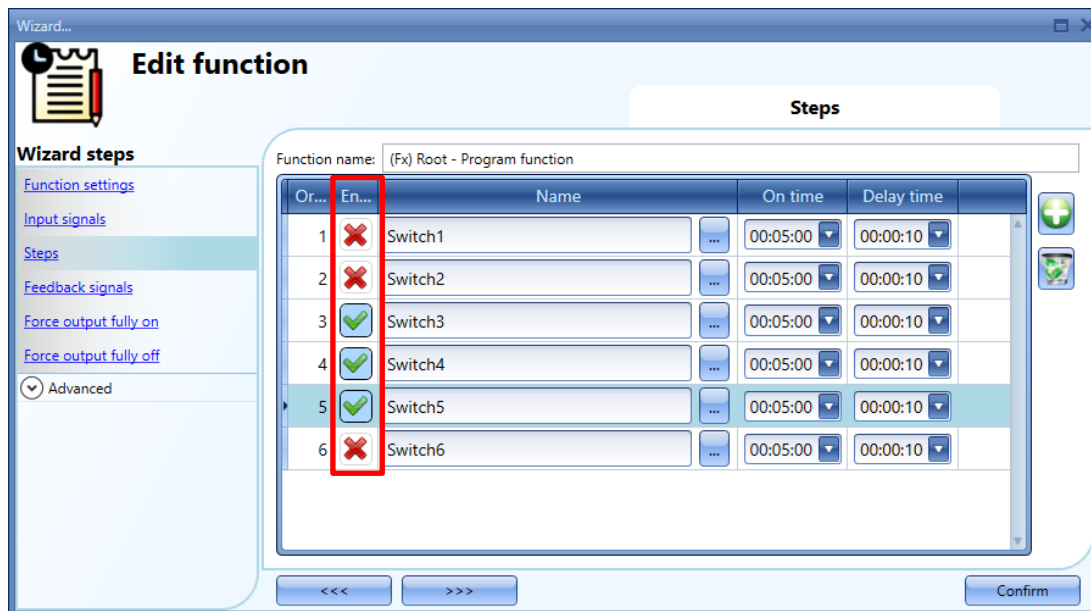 Wizard...
Edit function
Steps
Wizard steps
Function settings
Input signals
Steps
Feedback signals
Force output fully on
Force output fully off
Advanced
Function name: (Fx) Root - Program function
Or... En... Name On time Delay time
1 Switch1 ... 00:05:00 00:00:10
2 Switch2 ... 00:05:00 00:00:10
3 Switch3 ... 00:05:00 00:00:10
4 Switch4 ... 00:05:00 00:00:10
5 Switch5 ... 00:05:00 00:00:10
6 Switch6 ... 00:05:00 00:00:10
<<< >>> Confirm